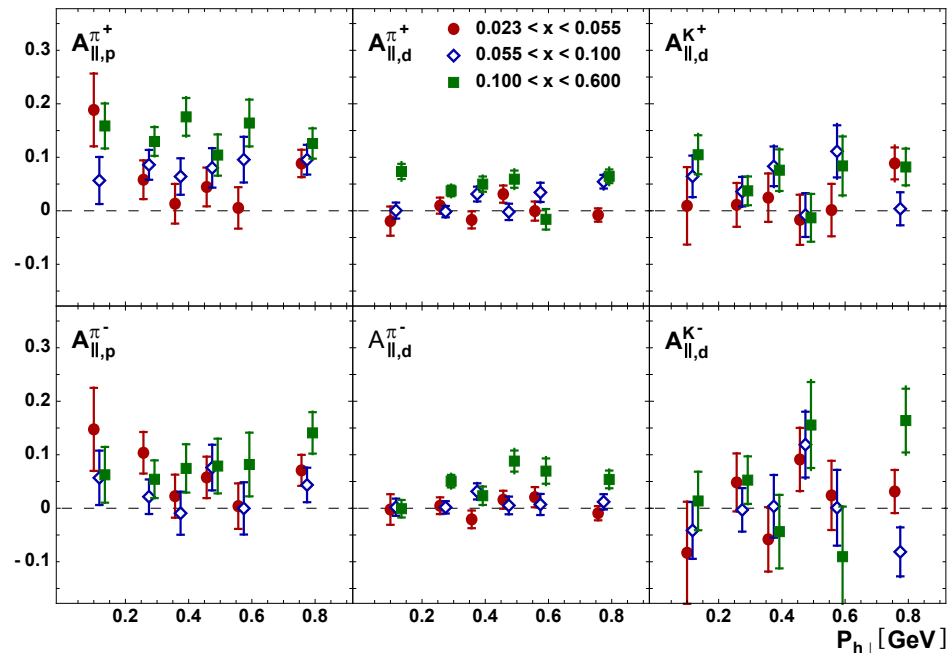 A∥,p^π+
A∥,d^π+
A∥,d^K+
0.023 < x < 0.055
0.055 < x < 0.100
0.100 < x < 0.600
0.3
0.2
0.1
0
-0.1
A∥,p^π-
A∥,d^π-
A∥,d^K-
0.3
0.2
0.1
0
-0.1
0.2 0.4 0.6 0.8 0.2 0.4 0.6 0.8 0.2 0.4 0.6 0.8
P_h⊥ [GeV]